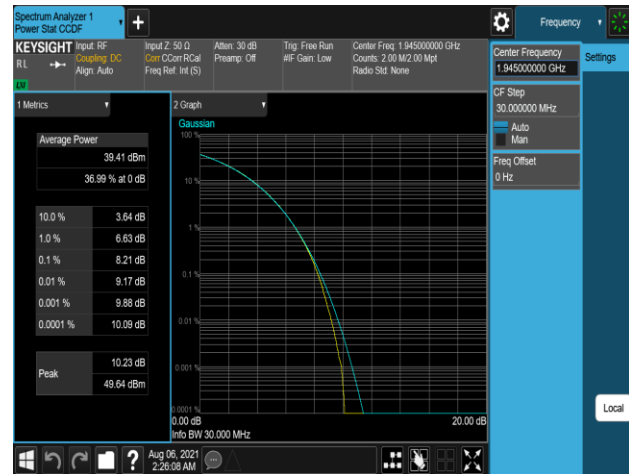 Spectrum Analyzer 1
Power Stat CCDF
Frequency
KEYSIGHT
RL
LXI
Input: RF
Coupling: DC
Align: Auto
Input Z: 50 Ω
Corr CCorr RCal
Freq Ref: Int (S)
Atten: 30 dB
Preamp: Off
Trig: Free Run
#IF Gain: Low
Center Freq: 1.945000000 GHz
Counts: 2.00 M/2.00 Mpt
Radio Std: None
Center Frequency
1.945000000 GHz
Settings
CF Step
30.000000 MHz
Auto
Man
Freq Offset
0 Hz
1 Metrics
Average Power
39.41 dBm
36.99 % at 0 dB
10.0 % 3.64 dB
1.0 % 6.63 dB
0.1 % 8.21 dB
0.01 % 9.17 dB
0.001 % 9.88 dB
0.0001 % 10.09 dB
Peak 10.23 dB
49.64 dBm
2 Graph
Gaussian
100 %
10 %
1 %
0.1 %
0.01 %
0.001 %
0.0001 %
0.00 dB 20.00 dB
Info BW 30.000 MHz
Local
?
Aug 06, 2021
2:26:08 AM